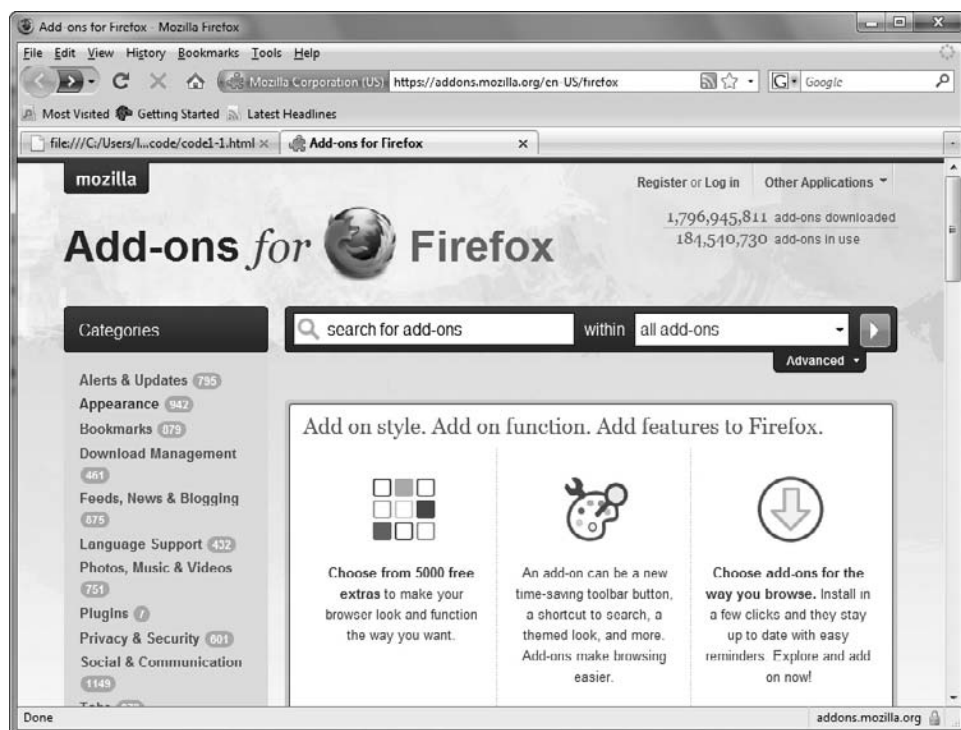 Add-ons for Firefox - Mozilla Firefox
File Edit View History Bookmarks Tools Help
Mozilla Corporation (US) https://addons.mozilla.org/en-US/firefox
G Google
Most Visited Getting Started Latest Headlines
file:///C:/Users/l...code/code1-1.html × Add-ons for Firefox ×
mozilla
Register or Log in Other Applications
1,796,945,811 add-ons downloaded
184,540,730 add-ons in use
Add-ons for Firefox
Categories
search for add-ons within all add-ons
Advanced
Alerts & Updates 795
Appearance 942
Bookmarks 879
Download Management
461
Feeds, News & Blogging
875
Language Support 432
Photos, Music & Videos
751
Plugins 7
Privacy & Security 601
Social & Communication
1149
Tabs
Add on style. Add on function. Add features to Firefox.
Choose from 5000 free
extras to make your
browser look and function
the way you want.
An add-on can be a new
time-saving toolbar button,
a shortcut to search, a
themed look, and more.
Add-ons make browsing
easier.
Choose add-ons for the
way you browse. Install in
a few clicks and they stay
up to date with easy
reminders. Explore and add
on now!
Done addons.mozilla.org